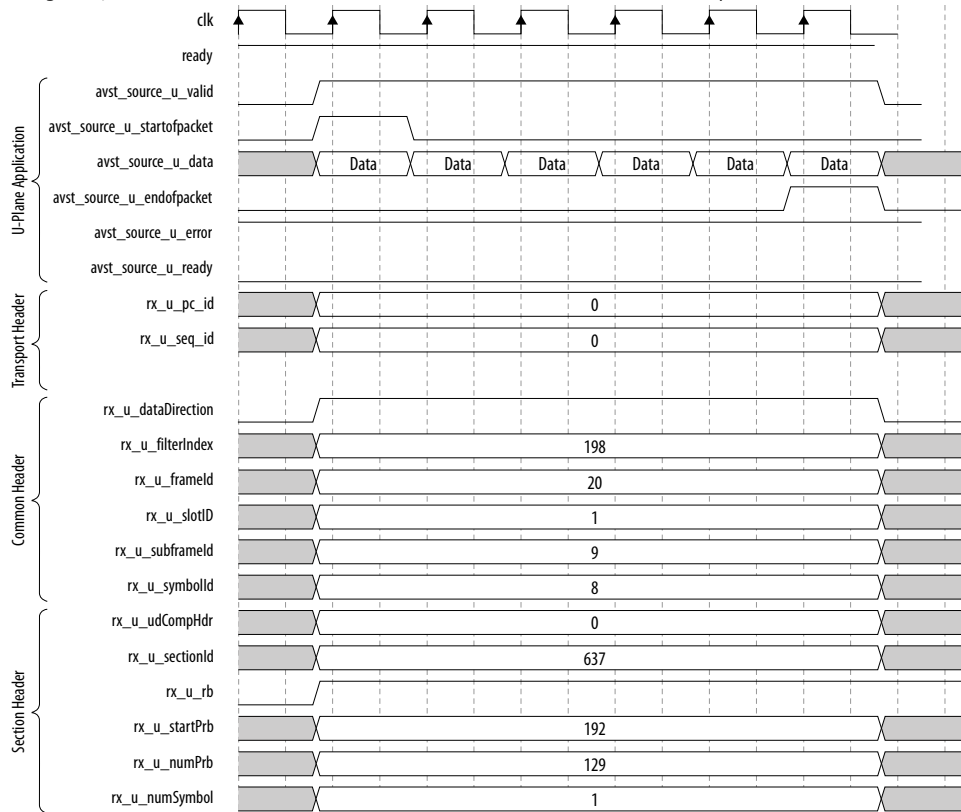 clk
ready
U-Plane Application
avst_source_u_valid
avst_source_u_startofpacket
avst_source_u_data Data Data Data Data Data Data
avst_source_u_endofpacket
avst_source_u_error
avst_source_u_ready
Transport Header
rx_u_pc_id 0
rx_u_seq_id 0
Common Header
rx_u_dataDirection
rx_u_filterIndex 198
rx_u_frameId 20
rx_u_slotID 1
rx_u_subframeId 9
rx_u_symbolId 8
Section Header
rx_u_udCompHdr 0
rx_u_sectionId 637
rx_u_rb
rx_u_startPrb 192
rx_u_numPrb 129
rx_u_numSymbol 1